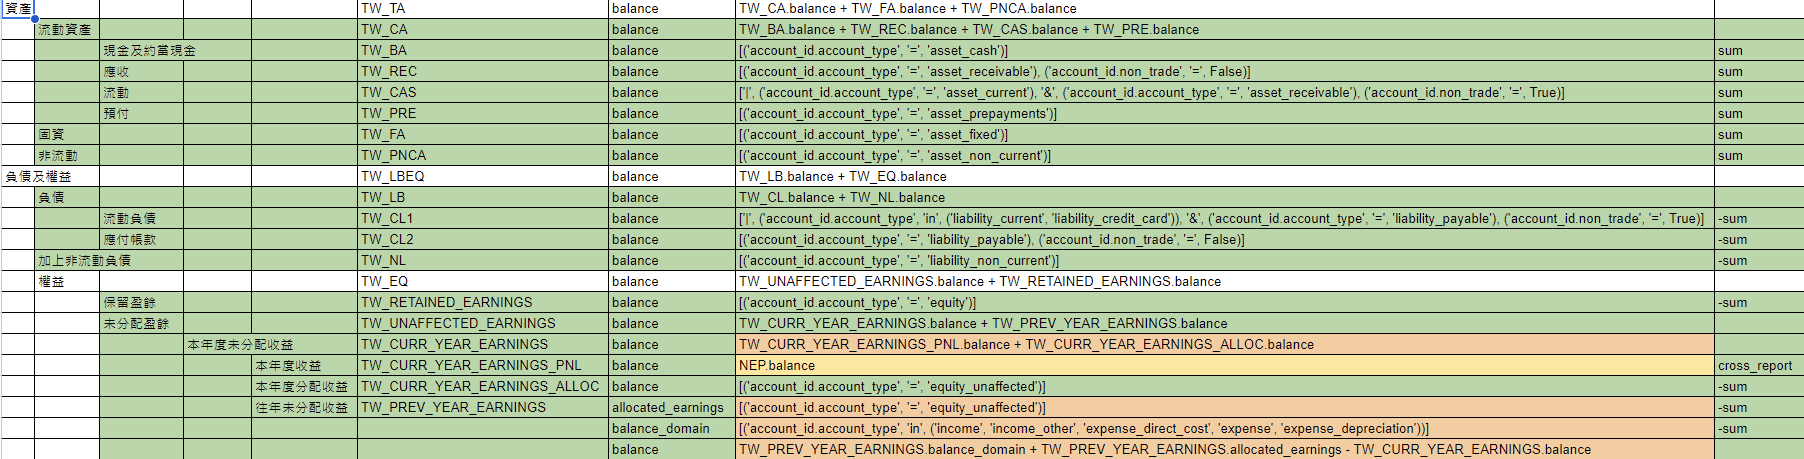 資產 TW_TA balance TW_CA.balance + TW_FA.balance + TW_PNCA.balance
流動資產 TW_CA balance TW_BA.balance + TW_REC.balance + TW_CAS.balance + TW_PRE.balance
現金及約當現金 TW_BA balance [('account_id.account_type', '=', 'asset_cash')] sum
應收 TW_REC balance [('account_id.account_type', '=', 'asset_receivable'), ('account_id.non_trade', '=', False)] sum
流動 TW_CAS balance ['|', ('account_id.account_type', '=', 'asset_current'), '&', ('account_id.account_type', '=', 'asset_receivable'), ('account_id.non_trade', '=', True)] sum
預付 TW_PRE balance [('account_id.account_type', '=', 'asset_prepayments')] sum
固資 TW_FA balance [('account_id.account_type', '=', 'asset_fixed')] sum
非流動 TW_PNCA balance [('account_id.account_type', '=', 'asset_non_current')] sum
負債及權益 TW_LBEQ balance TW_LB.balance + TW_EQ.balance
負債 TW_LB balance TW_CL.balance + TW_NL.balance
流動負債 TW_CL1 balance ['|', ('account_id.account_type', 'in', ('liability_current', 'liability_credit_card')), '&', ('account_id.account_type', '=', 'liability_payable'), ('account_id.non_trade', '=', True)] -sum
應付帳款 TW_CL2 balance [('account_id.account_type', '=', 'liability_payable'), ('account_id.non_trade', '=', False)] -sum
加上非流動負債 TW_NL balance [('account_id.account_type', '=', 'liability_non_current')] -sum
權益 TW_EQ balance TW_UNAFFECTED_EARNINGS.balance + TW_RETAINED_EARNINGS.balance
保留盈餘 TW_RETAINED_EARNINGS balance [('account_id.account_type', '=', 'equity')] -sum
未分配盈餘 TW_UNAFFECTED_EARNINGS balance TW_CURR_YEAR_EARNINGS.balance + TW_PREV_YEAR_EARNINGS.balance
本年度未分配收益 TW_CURR_YEAR_EARNINGS balance TW_CURR_YEAR_EARNINGS_PNL.balance + TW_CURR_YEAR_EARNINGS_ALLOC.balance
本年度收益 TW_CURR_YEAR_EARNINGS_PNL balance NEP.balance cross_report
本年度分配收益 TW_CURR_YEAR_EARNINGS_ALLOC balance [('account_id.account_type', '=', 'equity_unaffected')] -sum
往年未分配收益 TW_PREV_YEAR_EARNINGS allocated_earnings [('account_id.account_type', '=', 'equity_unaffected')] -sum
balance_domain [('account_id.account_type', 'in', ('income', 'income_other', 'expense_direct_cost', 'expense', 'expense_depreciation'))] -sum
balance TW_PREV_YEAR_EARNINGS.balance_domain + TW_PREV_YEAR_EARNINGS.allocated_earnings - TW_CURR_YEAR_EARNINGS.balance